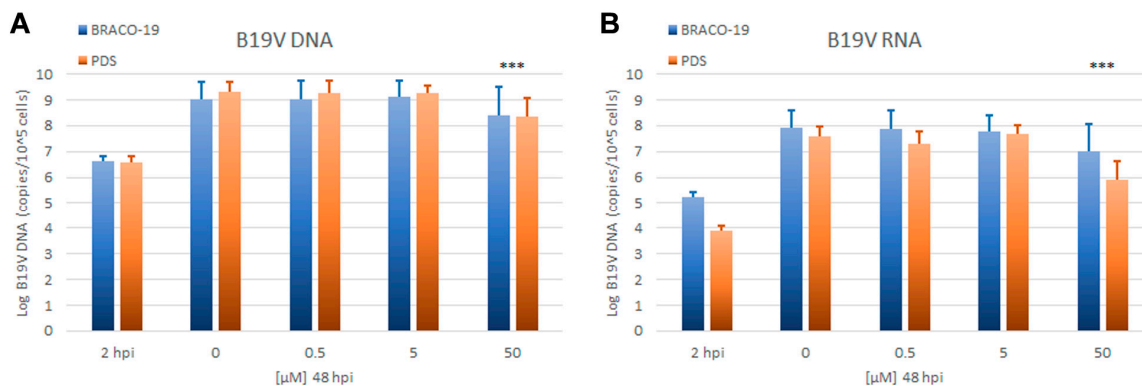 A
BRACO-19
PDS
B19V DNA
Log B19V DNA (copies/10^5 cells)
10
9
8
7
6
5
4
3
2
1
0
***
2 hpi 0 0.5 5 50
[µM] 48 hpi
B
BRACO-19
PDS
B19V RNA
Log B19V DNA (copies/10^5 cells)
10
9
8
7
6
5
4
3
2
1
0
***
2 hpi 0 0.5 5 50
[µM] 48 hpi